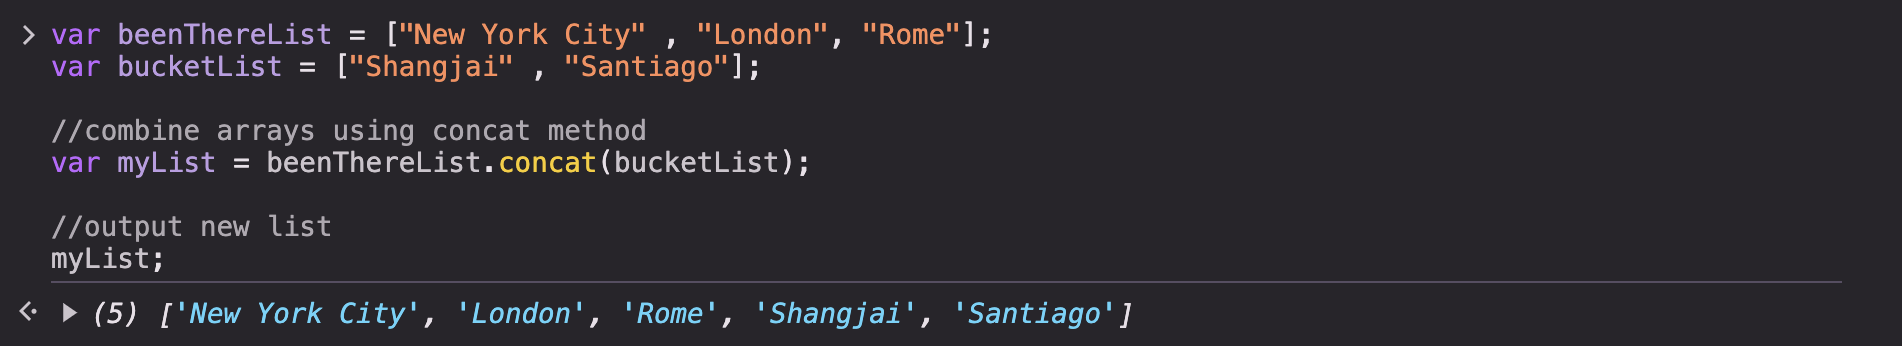 var beenThereList = ["New York City" , "London", "Rome"];
var bucketList = ["Shangjai" , "Santiago"];
//combine arrays using concat method
var myList = beenThereList.concat(bucketList);
//output new list
myList;
(5) ['New York City', 'London', 'Rome', 'Shangjai', 'Santiago']